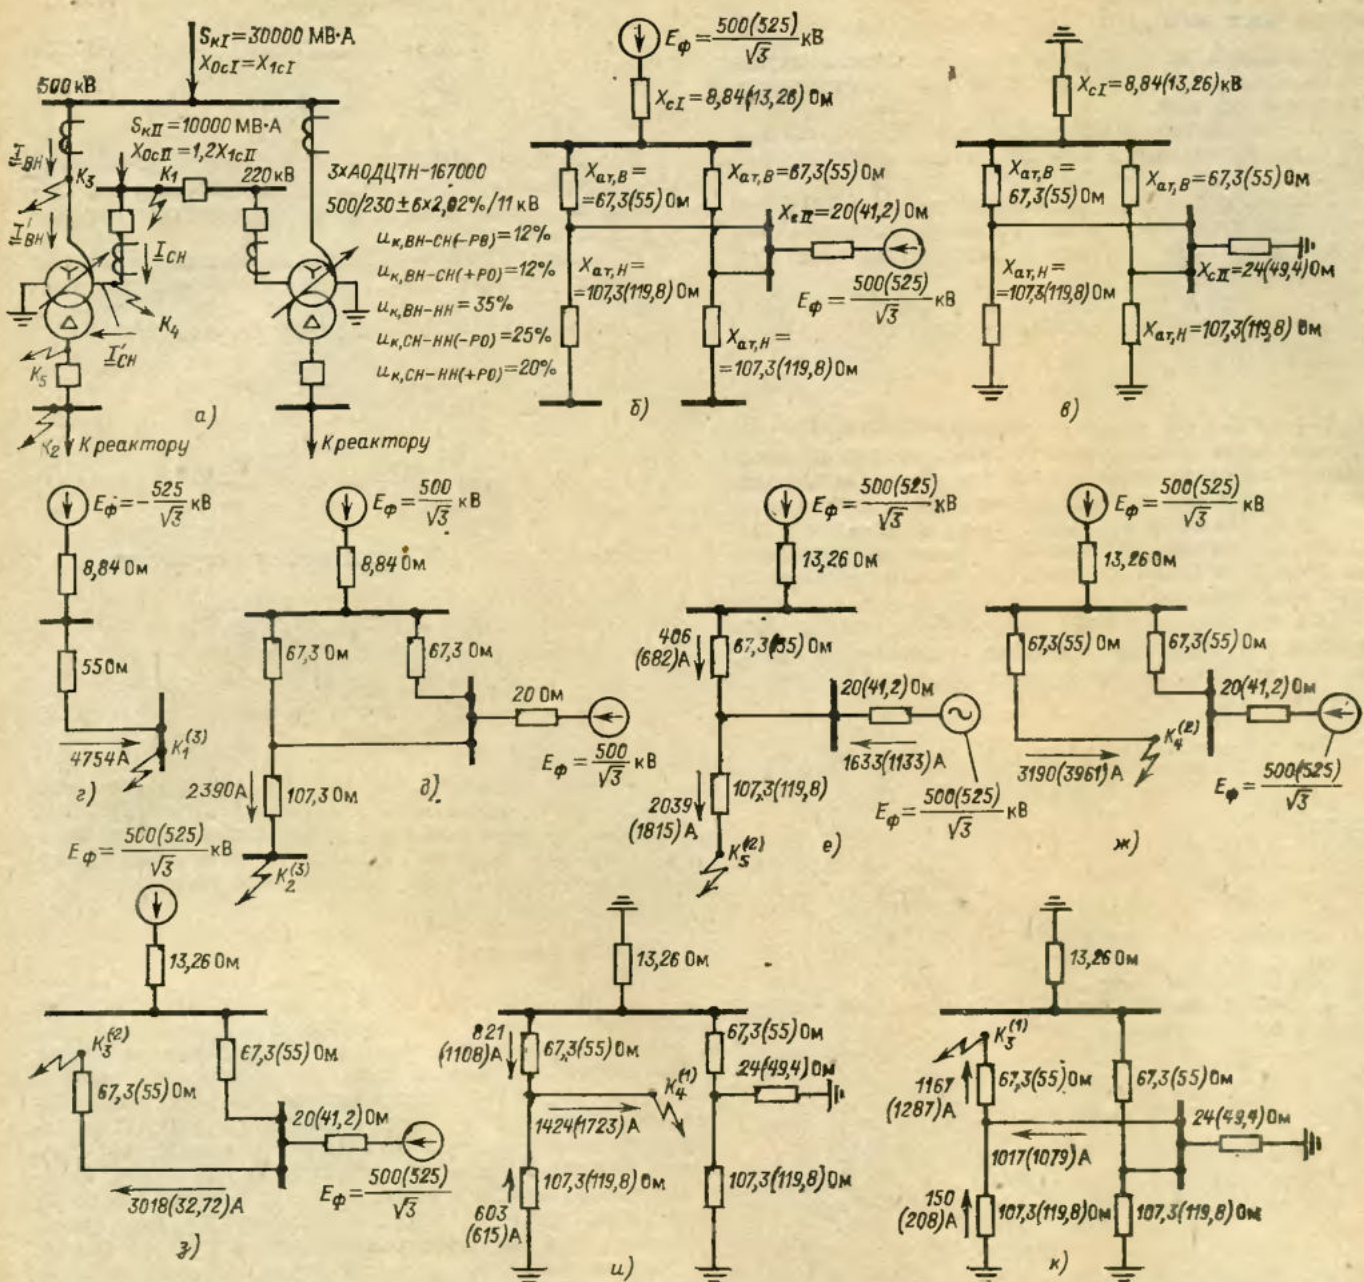 S_кI = 30000 МВ·А
X_0cI = X_1cI
500 кВ
S_кII = 10000 МВ·А
X_0cII = 1,2X_1cII
I_ВН
K_3
K_1
220 кВ
I'_ВН
I_СН
K_4
I'_СН
K_5
K_2
К реактору
К реактору
а)
3×АОДЦТН-167000
500/230±6×2,02%/11 кВ
u_к,ВН-СН(-РО) = 12%
u_к,ВН-СН(+РО) = 12%
u_к,ВН-НН = 35%
u_к,СН-НН(-РО) = 25%
u_к,СН-НН(+РО) = 20%
E_ф = 500(525)/√3 кВ
X_cI = 8,84(13,26) Ом
X_ат,В =
= 67,3(55) Ом
X_ат,В = 67,3(55) Ом
X_cII = 20(41,2) Ом
X_ат,Н =
= 107,3(119,8) Ом
E_ф = 500(525)/√3 кВ
X_ат,Н =
= 107,3(119,8) Ом
б)
X_cI = 8,84(13,26) кВ
X_ат,В =
67,3(55) Ом
X_ат,В = 67,3(55) Ом
X_cII = 24(49,4) Ом
X_ат,Н =
= 107,3(119,8) Ом
X_ат,Н = 107,3(119,8) Ом
в)
E_ф = -525/√3 кВ
8,84 Ом
55 Ом
K_1^(3)
4754 А
г)
E_ф = 500/√3 кВ
8,84 Ом
67,3 Ом
67,3 Ом
20 Ом
E_ф = 500/√3 кВ
2390 А
107,3 Ом
K_2^(3)
д)
E_ф = 500(525)/√3 кВ
13,26 Ом
406
(682) А
67,3(55) Ом
20(41,2) Ом
1633(1133) А
2039
(1815) А
107,3(119,8)
E_ф = 500(525)/√3 кВ
K_5^(2)
е)
E_ф = 500(525)/√3 кВ
13,26 Ом
67,3(55) Ом
67,3(55) Ом
20(41,2) Ом
K_4^(2)
3190(3961) А
E_ф = 500(525)/√3
ж)
E_ф = 500(525)/√3 кВ
13,26 Ом
K_3^(2)
67,3(55) Ом
67,3(55) Ом
20(41,2) Ом
3018(32,72) А
E_ф = 500(525)/√3
з)
13,26 Ом
821
(1108) А
67,3(55) Ом
67,3(55) Ом
24(49,4) Ом
K_4^(1)
1424(1723) А
107,3(119,8) Ом
107,3(119,8) Ом
603
(615) А
и)
13,26 Ом
K_3^(1)
1167
(1287) А
67,3(55) Ом
67,3(55) Ом
24(49,4) Ом
1017(1079) А
150
(208) А
107,3(119,8) Ом
107,3(119,8) Ом
к)